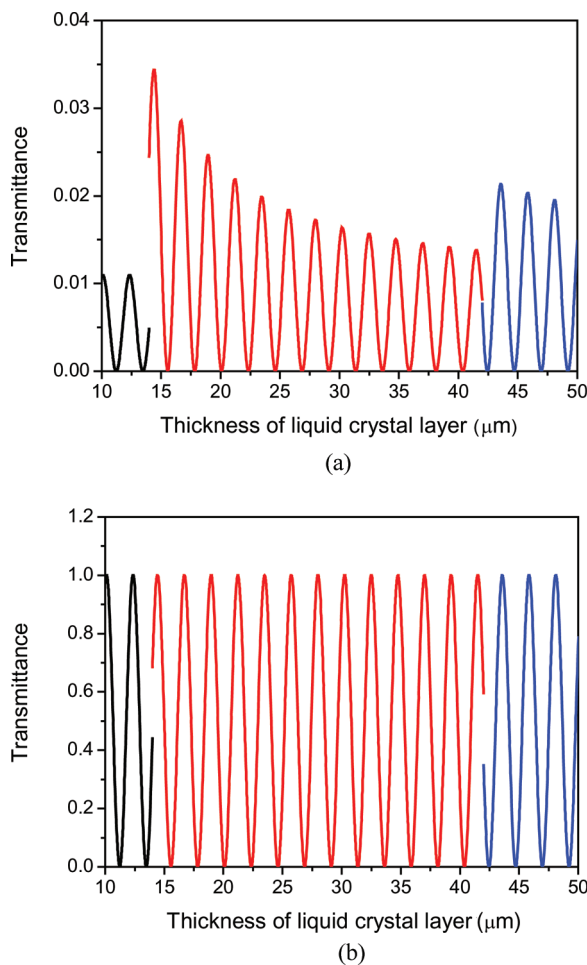 0.04
0.03
0.02
0.01
0.00
Transmittance
10 15 20 25 30 35 40 45 50
Thickness of liquid crystal layer (μm)
(a)
1.2
1.0
0.8
0.6
0.4
0.2
0.0
Transmittance
10 15 20 25 30 35 40 45 50
Thickness of liquid crystal layer (μm)
(b)